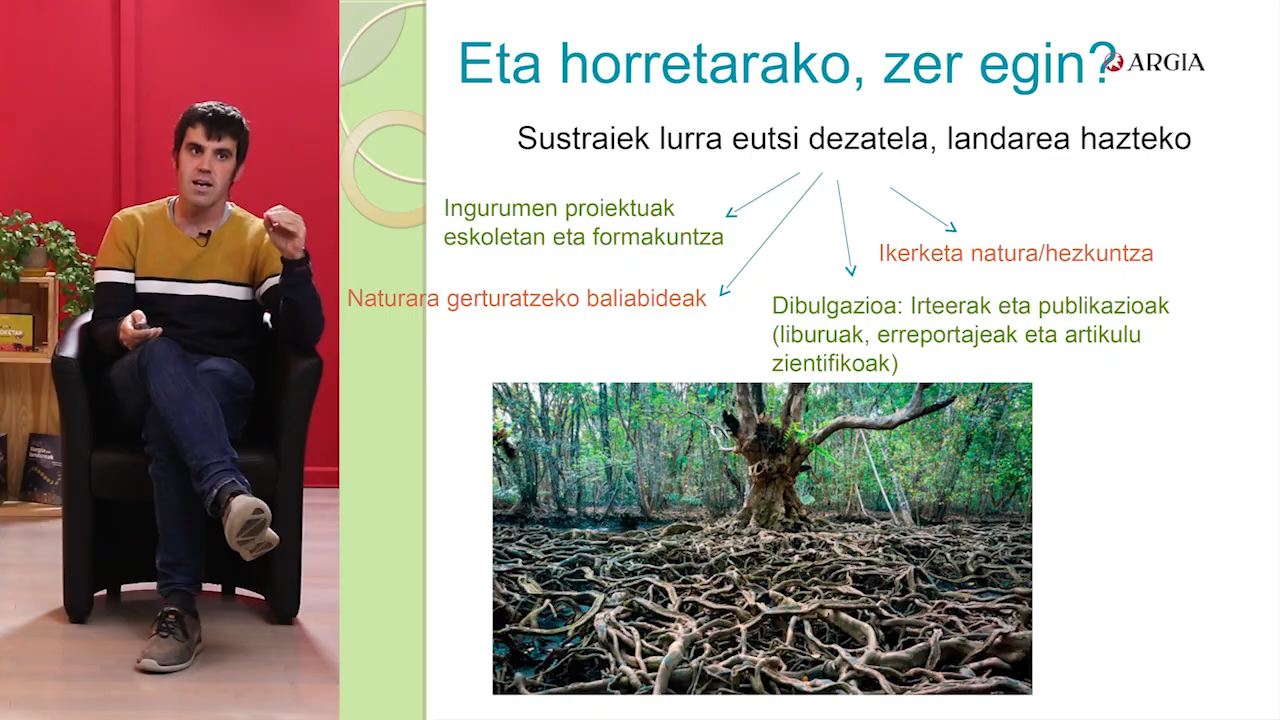 Eta horretarako, zer egin?
ARGIA
Sustraiek lurra eutsi dezatela, landarea hazteko
Ingurumen proiektuak
eskoletan eta formakuntza
Ikerketa natura/hezkuntza
Naturara gerturatzeko baliabideak
Dibulgazioa: Irteerak eta publikazioak
(liburuak, erreportajeak eta artikulu
zientifikoak)